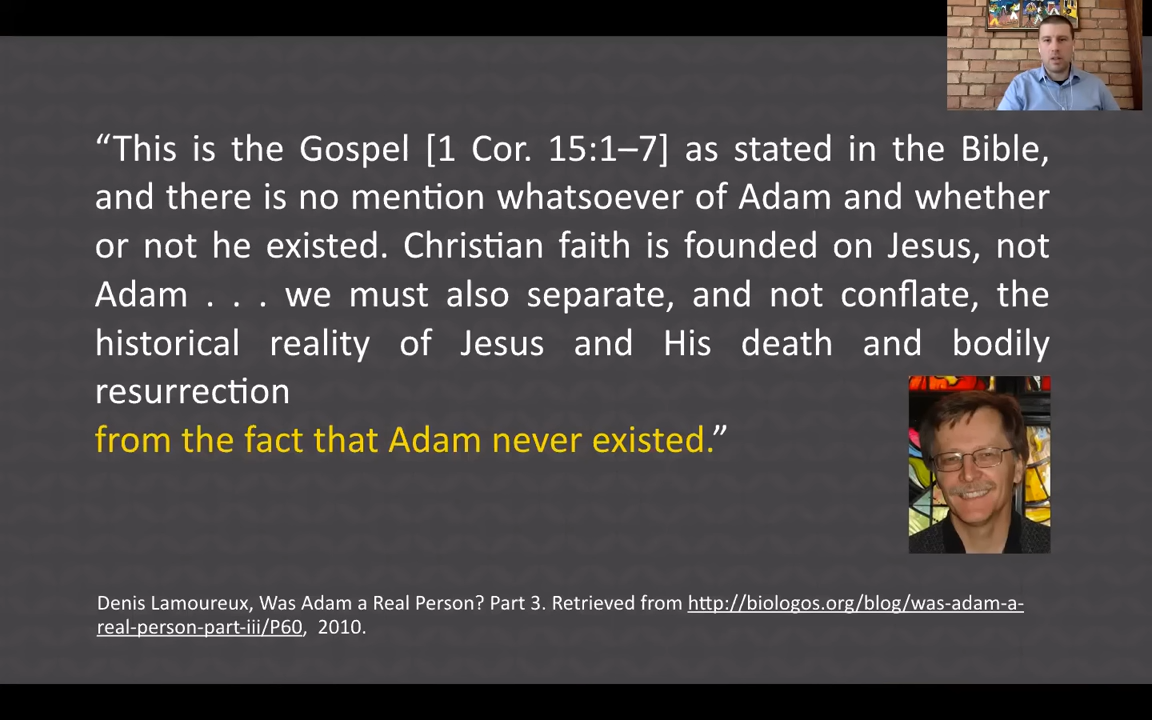 “This is the Gospel [1 Cor. 15:1–7] as stated in the Bible,
and there is no mention whatsoever of Adam and whether
or not he existed. Christian faith is founded on Jesus, not
Adam . . . we must also separate, and not conflate, the
historical reality of Jesus and His death and bodily
resurrection
from the fact that Adam never existed.”
Denis Lamoureux, Was Adam a Real Person? Part 3. Retrieved from http://biologos.org/blog/was-adam-a-
real-person-part-iii/P60,  2010.